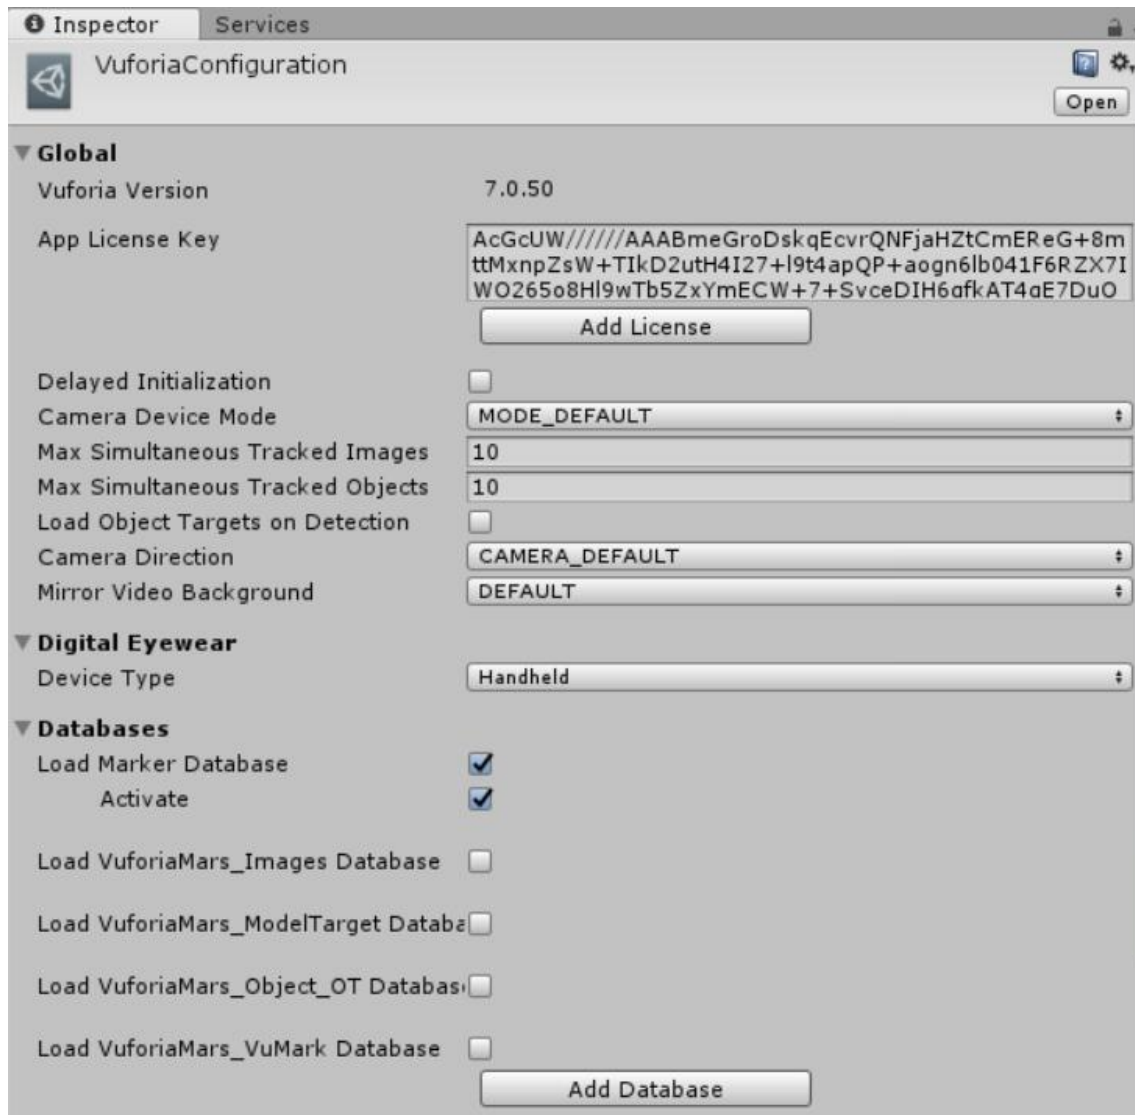 Inspector Services
VuforiaConfiguration
Open
Global
Vuforia Version 7.0.50
App License Key AcGcUW//////AAABmeGroDskqEcvrQNFjaHZtCmEReG+8m
ttMxnpZsW+TIkD2utH4I27+l9t4apQP+aogn6lb041F6RZX7I
WO265o8Hl9wTb5ZxYmECW+7+SvceDIH6qfkAT4qE7DuO
Add License
Delayed Initialization
Camera Device Mode MODE_DEFAULT
Max Simultaneous Tracked Images 10
Max Simultaneous Tracked Objects 10
Load Object Targets on Detection
Camera Direction CAMERA_DEFAULT
Mirror Video Background DEFAULT
Digital Eyewear
Device Type Handheld
Databases
Load Marker Database
Activate
Load VuforiaMars_Images Database
Load VuforiaMars_ModelTarget Databa
Load VuforiaMars_Object_OT Databas
Load VuforiaMars_VuMark Database
Add Database